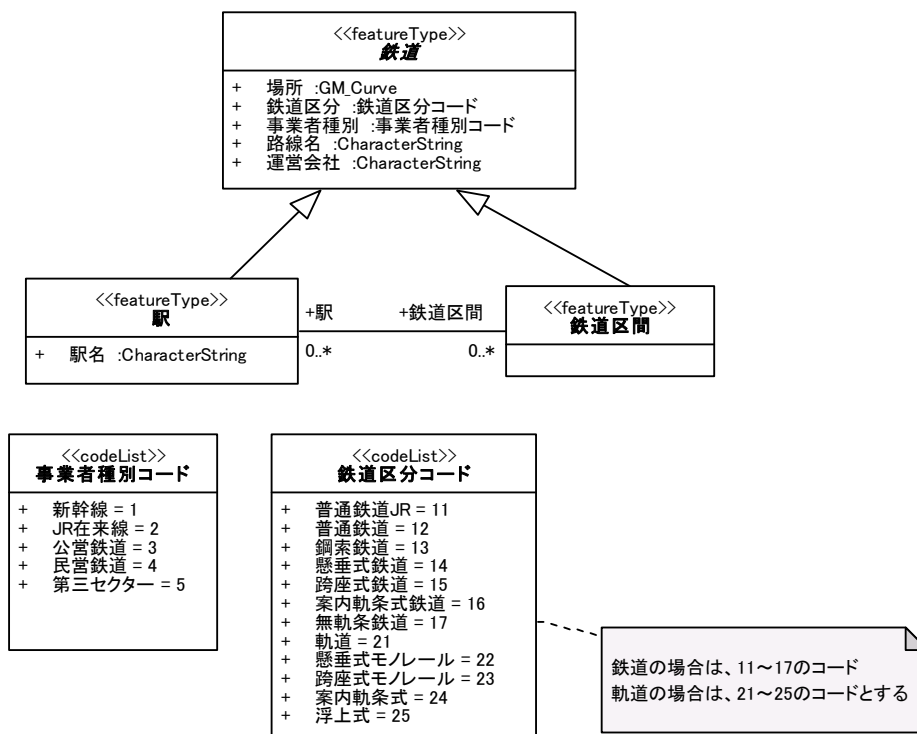 <<featureType>>
鉄道
+ 場所 :GM_Curve
+ 鉄道区分 :鉄道区分コード
+ 事業者種別 :事業者種別コード
+ 路線名 :CharacterString
+ 運営会社 :CharacterString
<<featureType>>
駅
+ 駅名 :CharacterString
+駅 +鉄道区間
0..* 0..*
<<featureType>>
鉄道区間
<<codeList>>
事業者種別コード
+ 新幹線 = 1
+ JR在来線 = 2
+ 公営鉄道 = 3
+ 民営鉄道 = 4
+ 第三セクター = 5
<<codeList>>
鉄道区分コード
+ 普通鉄道JR = 11
+ 普通鉄道 = 12
+ 鋼索鉄道 = 13
+ 懸垂式鉄道 = 14
+ 跨座式鉄道 = 15
+ 案内軌条式鉄道 = 16
+ 無軌条鉄道 = 17
+ 軌道 = 21
+ 懸垂式モノレール = 22
+ 跨座式モノレール = 23
+ 案内軌条式 = 24
+ 浮上式 = 25
鉄道の場合は、11～17のコード
軌道の場合は、21～25のコードとする